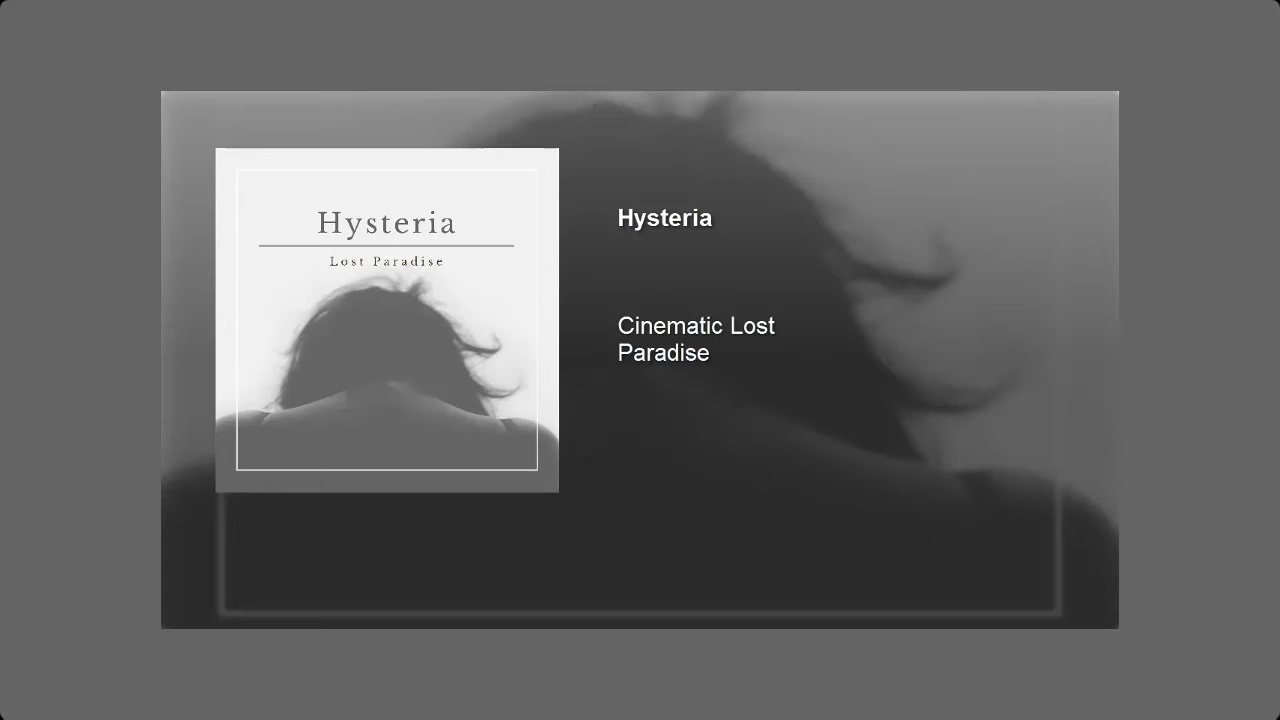 Hysteria
Lost Paradise
Hysteria
Cinematic Lost
Paradise